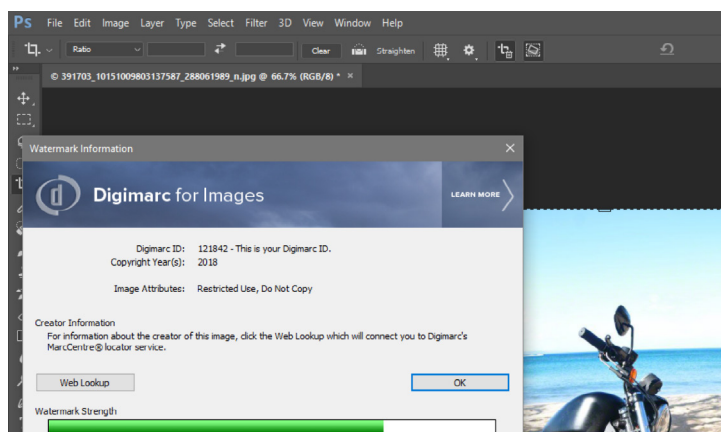 Ps File Edit Image Layer Type Select Filter 3D View Window Help
Ratio Clear Straighten
© 391703_10151009803137587_288061989_n.jpg @ 66.7% (RGB/8) * ×
Watermark Information
Digimarc for Images LEARN MORE
Digimarc ID: 121842 - This is your Digimarc ID.
Copyright Year(s): 2018
Image Attributes: Restricted Use, Do Not Copy
Creator Information
For information about the creator of this image, click the Web Lookup which will connect you to Digimarc's
MarcCentre® locator service.
Web Lookup OK
Watermark Strength